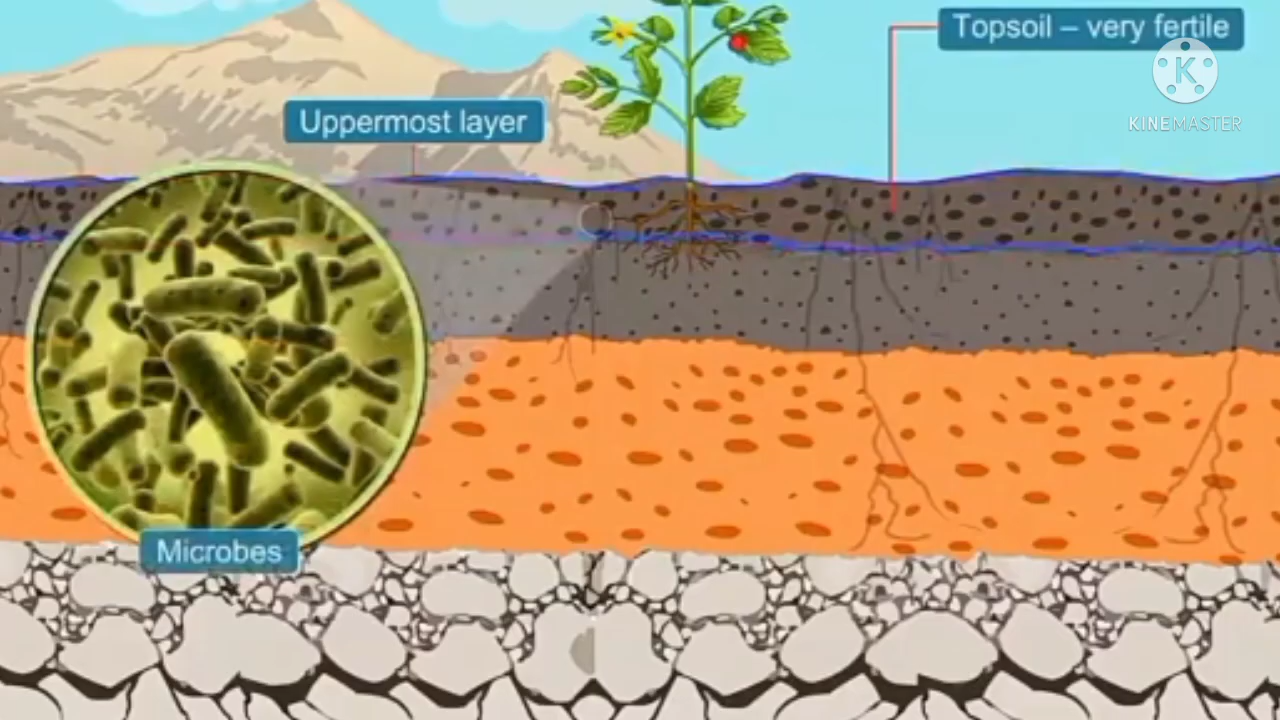 Topsoil – very fertile
K
KINEMASTER
Uppermost layer
Microbes